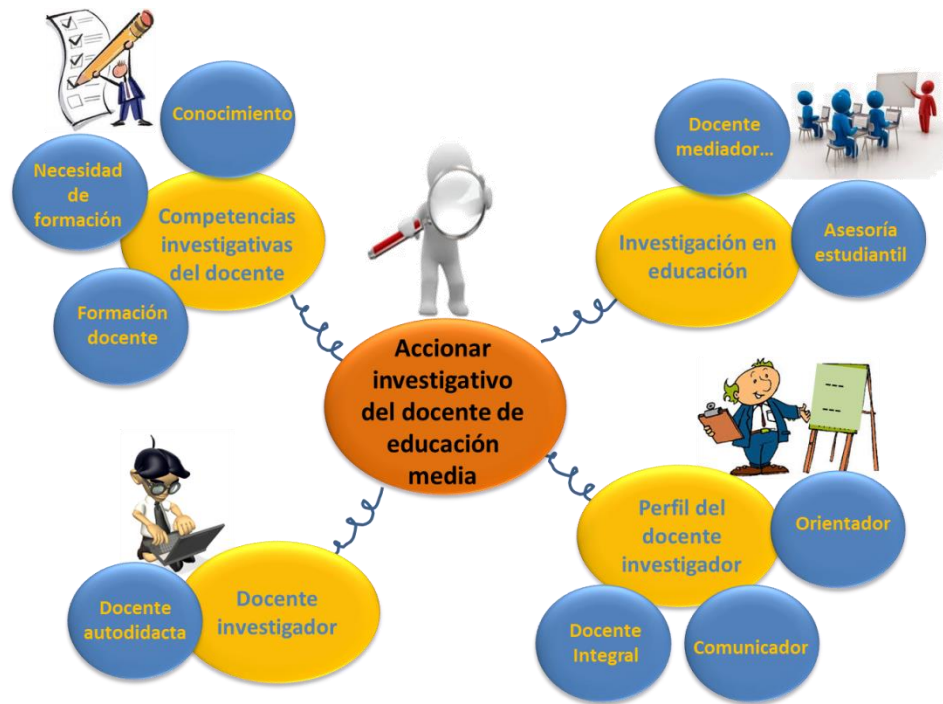 Conocimiento
Necesidad
de
formación
Competencias
investigativas
del docente
Formación
docente
Docente
mediador...
Investigación en
educación
Asesoría
estudiantil
Accionar
investigativo
del docente de
educación
media
Docente
autodidacta
Docente
investigador
Perfil del
docente
investigador
Orientador
Docente
Integral
Comunicador